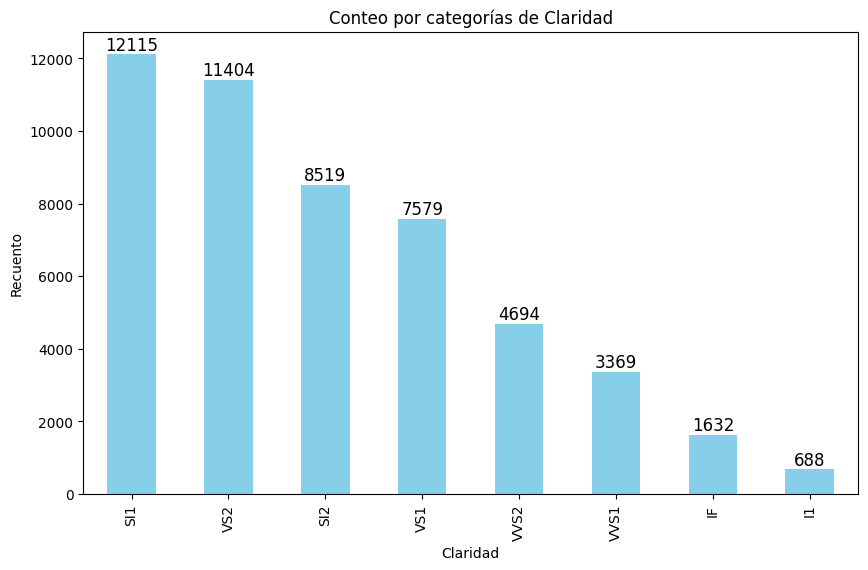 Conteo por categorías de Claridad
12115
11404
8519
7579
4694
3369
1632
688
12000
10000
8000
6000
4000
2000
0
Recuento
SI1
VS2
SI2
VS1
VVS2
VVS1
IF
I1
Claridad